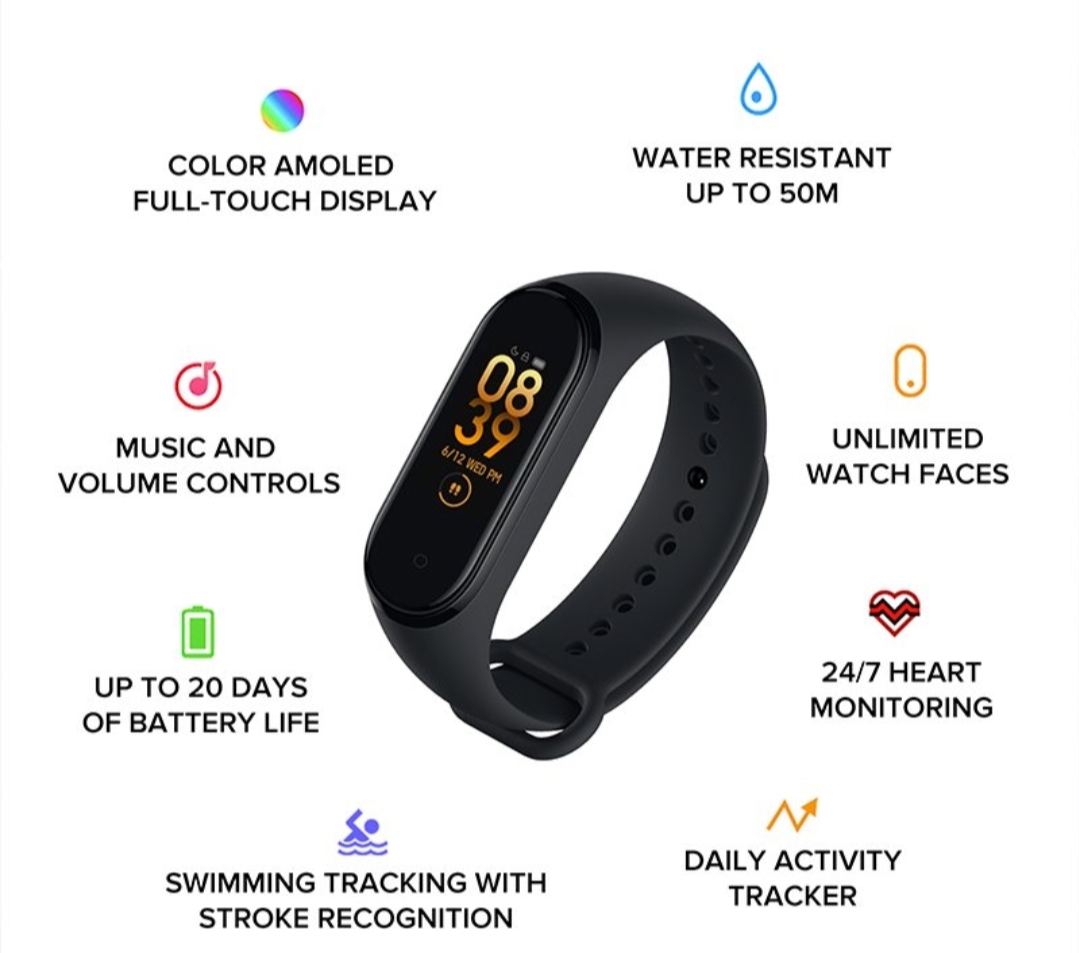 COLOR AMOLED
FULL-TOUCH DISPLAY
WATER RESISTANT
UP TO 50M
MUSIC AND
VOLUME CONTROLS
08
39
6/12 WED PM
UNLIMITED
WATCH FACES
UP TO 20 DAYS
OF BATTERY LIFE
24/7 HEART
MONITORING
SWIMMING TRACKING WITH
STROKE RECOGNITION
DAILY ACTIVITY
TRACKER